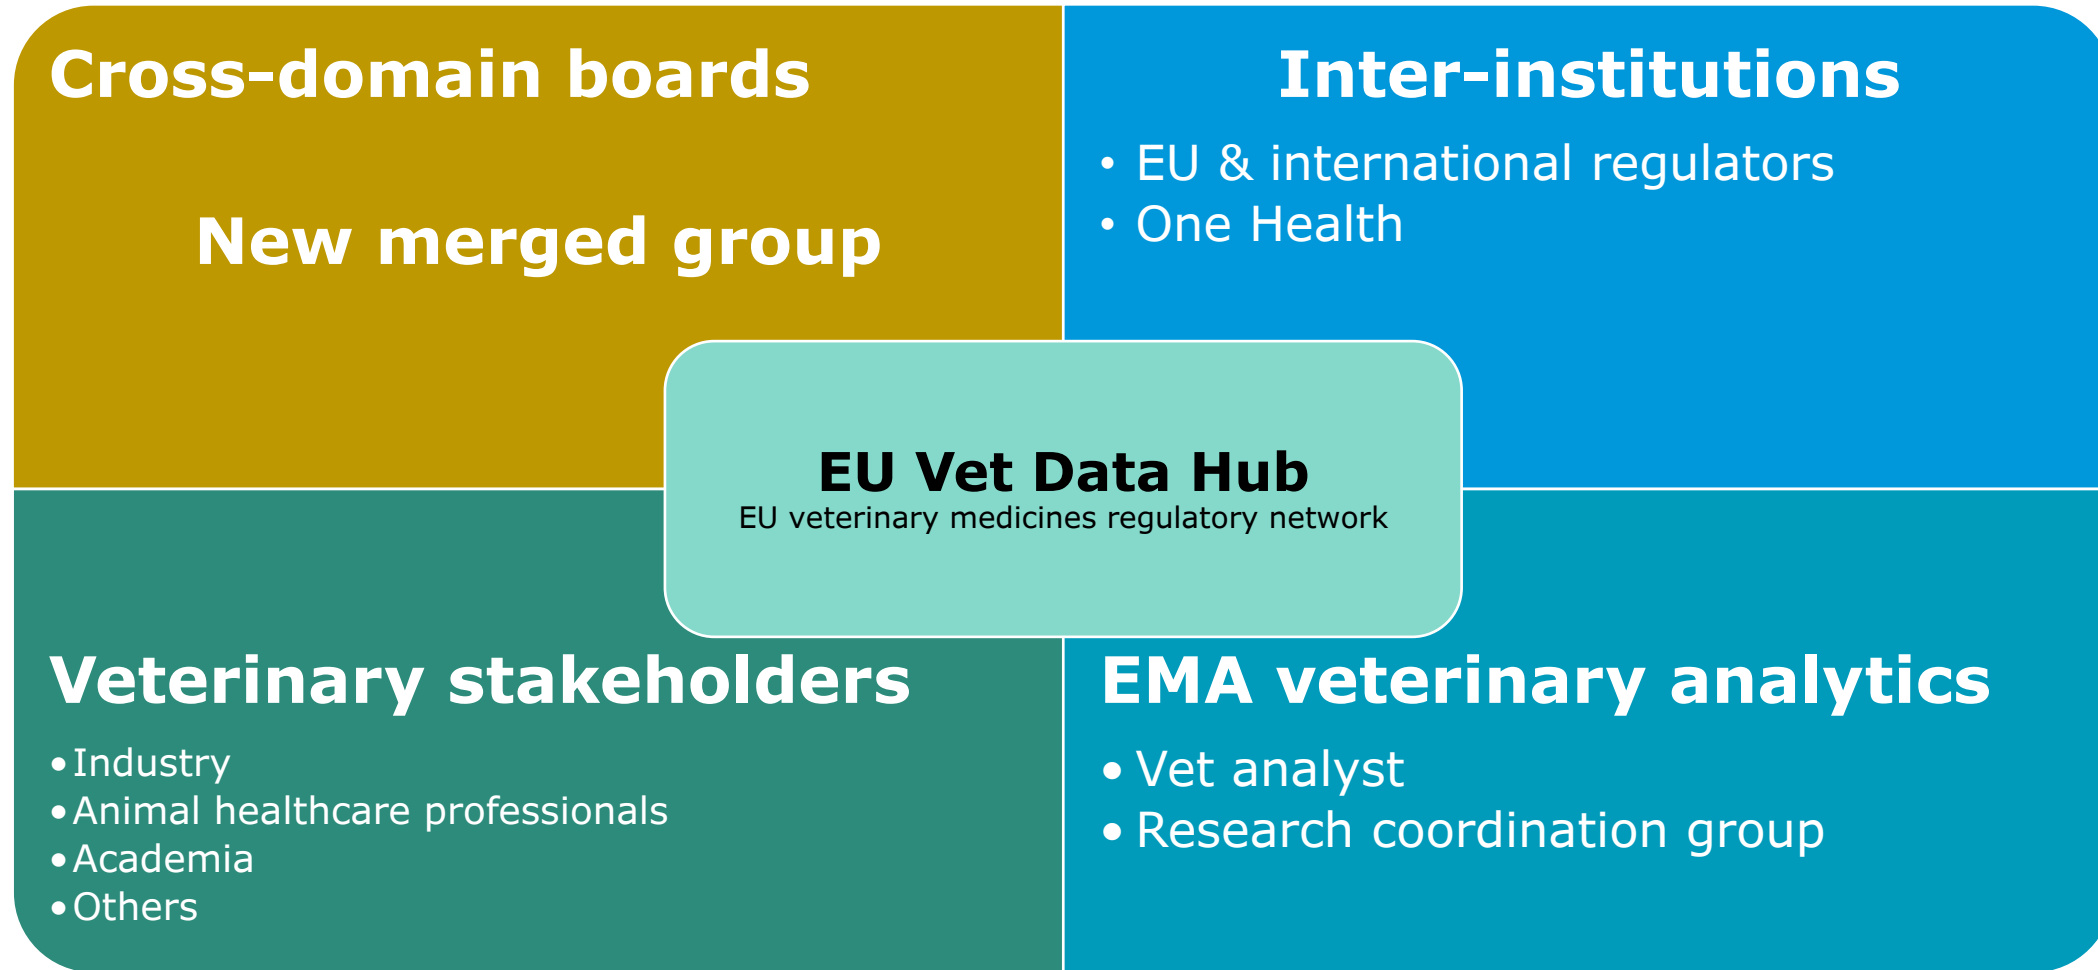 Cross-domain boards
New merged group
Inter-institutions
• EU & international regulators
• One Health
EU Vet Data Hub
EU veterinary medicines regulatory network
Veterinary stakeholders
• Industry
• Animal healthcare professionals
• Academia
• Others
EMA veterinary analytics
• Vet analyst
• Research coordination group